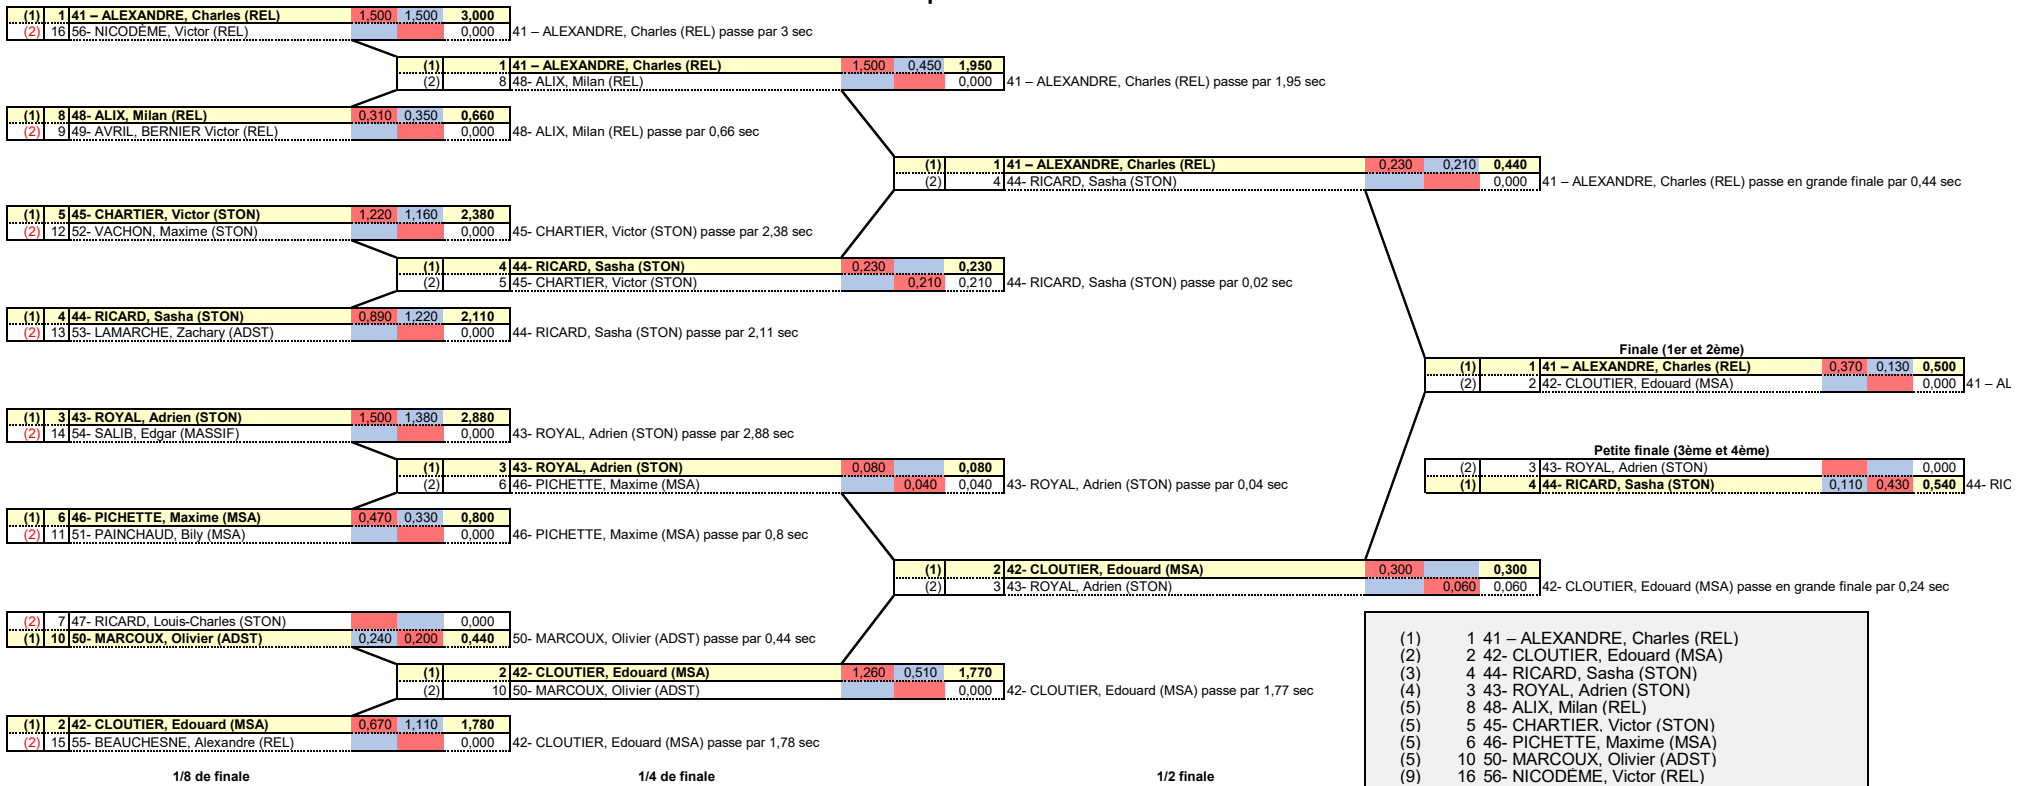 (1) 1 41 – ALEXANDRE, Charles (REL) 1,500 1,500 3,000
(2) 16 56- NICODÈME, Victor (REL) 0,000 41 – ALEXANDRE, Charles (REL) passe par 3 sec
(1) 1 41 – ALEXANDRE, Charles (REL) 1,500 0,450 1,950
(2) 8 48- ALIX, Milan (REL) 0,000 41 – ALEXANDRE, Charles (REL) passe par 1,95 sec
(1) 8 48- ALIX, Milan (REL) 0,310 0,350 0,660
(2) 9 49- AVRIL, BERNIER Victor (REL) 0,000 48- ALIX, Milan (REL) passe par 0,66 sec
(1) 1 41 – ALEXANDRE, Charles (REL) 0,230 0,210 0,440
(2) 4 44- RICARD, Sasha (STON) 0,000 41 – ALEXANDRE, Charles (REL) passe en grande finale par 0,44 sec
(1) 5 45- CHARTIER, Victor (STON) 1,220 1,160 2,380
(2) 12 52- VACHON, Maxime (STON) 0,000 45- CHARTIER, Victor (STON) passe par 2,38 sec
(1) 4 44- RICARD, Sasha (STON) 0,230 0,230
(2) 5 45- CHARTIER, Victor (STON) 0,210 0,210 44- RICARD, Sasha (STON) passe par 0,02 sec
(1) 4 44- RICARD, Sasha (STON) 0,890 1,220 2,110
(2) 13 53- LAMARCHE, Zachary (ADST) 0,000 44- RICARD, Sasha (STON) passe par 2,11 sec
Finale (1er et 2ème)
(1) 1 41 – ALEXANDRE, Charles (REL) 0,370 0,130 0,500
(2) 2 42- CLOUTIER, Edouard (MSA) 0,000 41 – AL
(1) 3 43- ROYAL, Adrien (STON) 1,500 1,380 2,880
(2) 14 54- SALIB, Edgar (MASSIF) 0,000 43- ROYAL, Adrien (STON) passe par 2,88 sec
Petite finale (3ème et 4ème)
(1) 3 43- ROYAL, Adrien (STON) 0,080 0,080
(2) 6 46- PICHETTE, Maxime (MSA) 0,040 0,040 43- ROYAL, Adrien (STON) passe par 0,04 sec
(2) 3 43- ROYAL, Adrien (STON) 0,000
(1) 4 44- RICARD, Sasha (STON) 0,110 0,430 0,540 44- RIC
(1) 6 46- PICHETTE, Maxime (MSA) 0,470 0,330 0,800
(2) 11 51- PAINCHAUD, Bily (MSA) 0,000 46- PICHETTE, Maxime (MSA) passe par 0,8 sec
(1) 2 42- CLOUTIER, Edouard (MSA) 0,300 0,300
(2) 3 43- ROYAL, Adrien (STON) 0,060 0,060 42- CLOUTIER, Edouard (MSA) passe en grande finale par 0,24 sec
(2) 7 47- RICARD, Louis-Charles (STON) 0,000
(1) 10 50- MARCOUX, Olivier (ADST) 0,240 0,200 0,440 50- MARCOUX, Olivier (ADST) passe par 0,44 sec
(1) 2 42- CLOUTIER, Edouard (MSA) 1,260 0,510 1,770
(2) 10 50- MARCOUX, Olivier (ADST) 0,000 42- CLOUTIER, Edouard (MSA) passe par 1,77 sec
(1) 2 42- CLOUTIER, Edouard (MSA) 0,670 1,110 1,780
(2) 15 55- BEAUCHESNE, Alexandre (REL) 0,000 42- CLOUTIER, Edouard (MSA) passe par 1,78 sec
(1) 1 41 – ALEXANDRE, Charles (REL)
(2) 2 42- CLOUTIER, Edouard (MSA)
(3) 4 44- RICARD, Sasha (STON)
(4) 3 43- ROYAL, Adrien (STON)
(5) 8 48- ALIX, Milan (REL)
(5) 5 45- CHARTIER, Victor (STON)
(5) 6 46- PICHETTE, Maxime (MSA)
(5) 10 50- MARCOUX, Olivier (ADST)
(9) 16 56- NICODÈME, Victor (REL)
1/8 de finale 1/4 de finale 1/2 finale